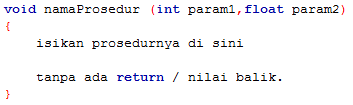 void namaProsedur (int param1,float param2)
{
isikan prosedurnya di sini
tanpa ada return / nilai balik.
}